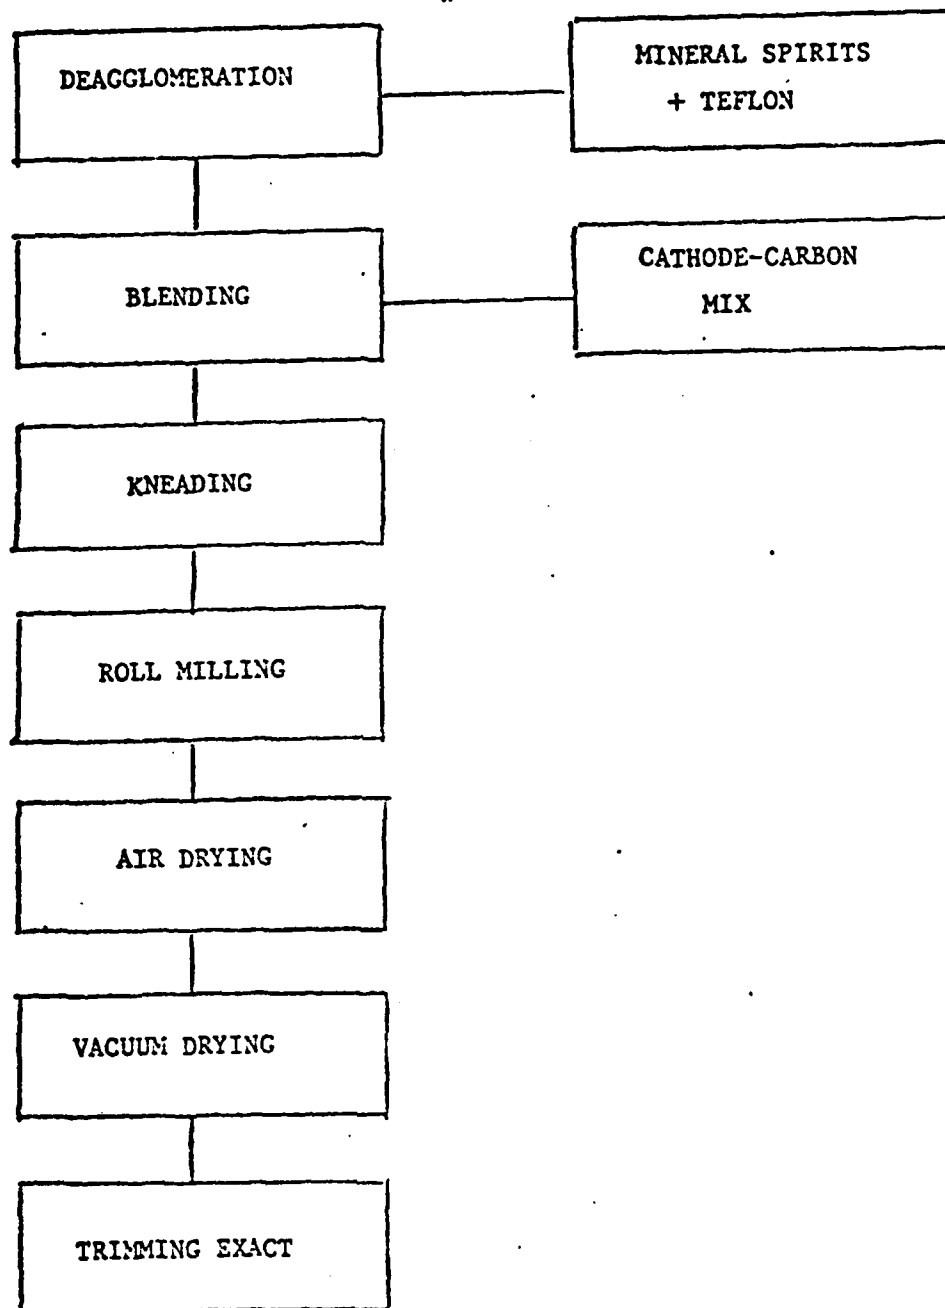 DEAGGLOMERATION
MINERAL SPIRITS
+ TEFLON
BLENDING
CATHODE-CARBON
MIX
KNEADING
ROLL MILLING
AIR DRYING
VACUUM DRYING
TRIMMING EXACT